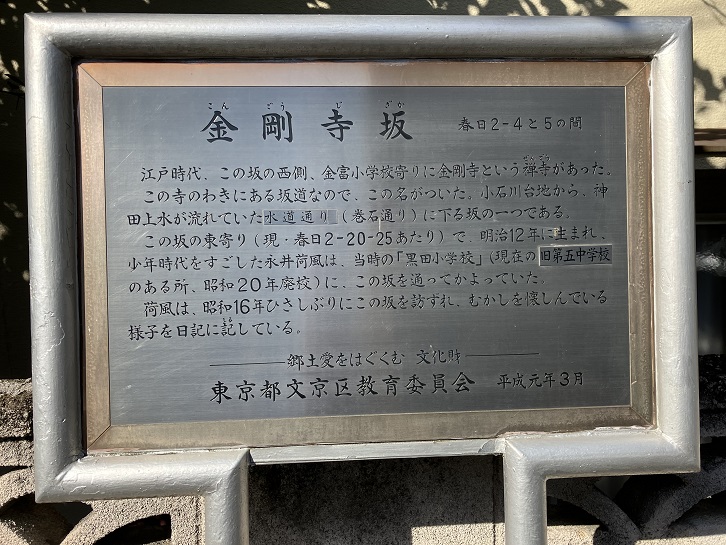 こんごうじざか
金剛寺坂 春日2-4と5の間
江戸時代、この坂の西側、金富小学校寄りに金剛寺という禅寺があった。
この寺のわきにある坂道なので、この名がついた。小石川台地から、神
田上水が流れていた水道通り(巻石通り)に下る坂の一つである。
この坂の東寄り(現・春日2-20-25あたり)で、明治12年に生まれ、
少年時代をすごした永井荷風は、当時の「黒田小学校」(現在の旧第五中学校
のある所、昭和20年廃校)に、この坂を通ってかよっていた。
荷風は、昭和16年ひさしぶりにこの坂を訪ずれ、むかしを懐しんでいる
様子を日記に記している。
郷土愛をはぐくむ 文化財
東京都文京区教育委員会 平成元年3月